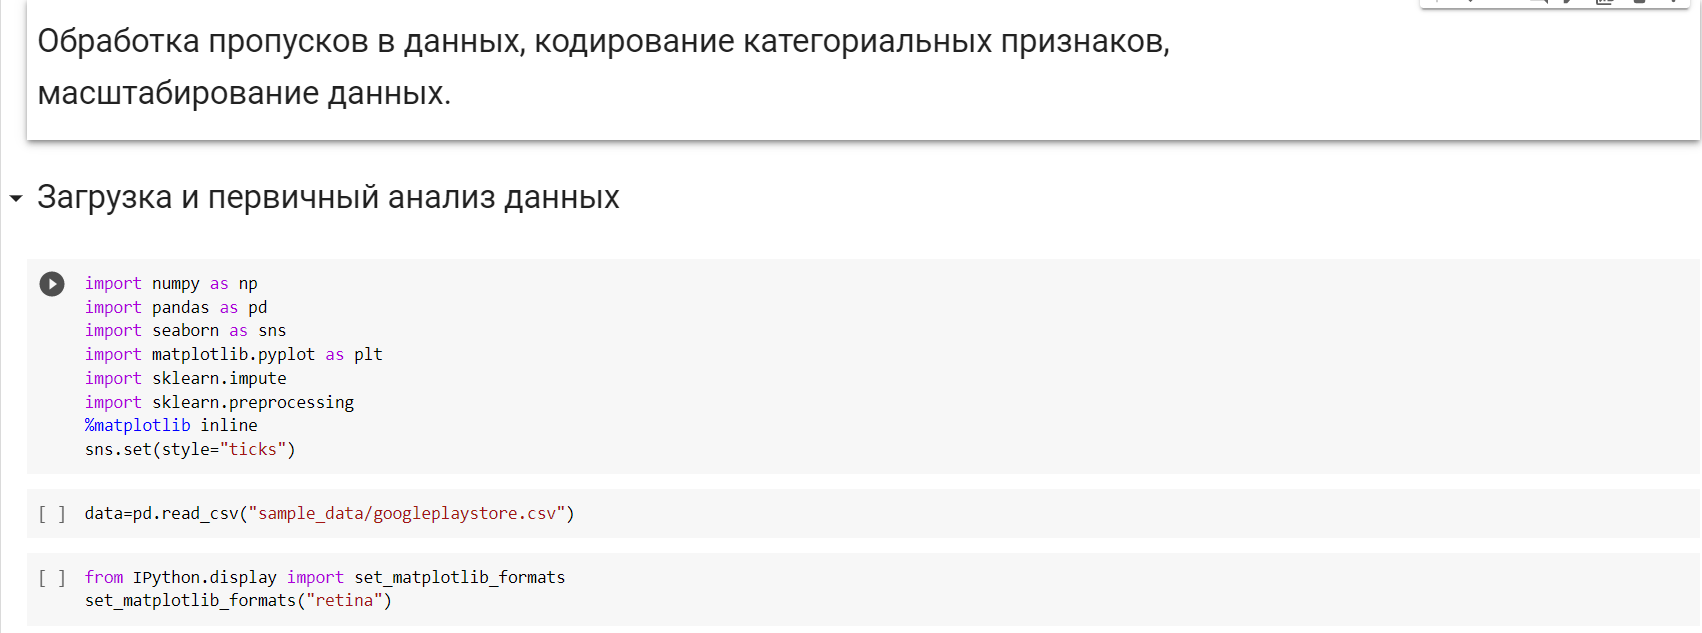 Обработка пропусков в данных, кодирование категориальных признаков,
масштабирование данных.
Загрузка и первичный анализ данных
import numpy as np
import pandas as pd
import seaborn as sns
import matplotlib.pyplot as plt
import sklearn.impute
import sklearn.preprocessing
%matplotlib inline
sns.set(style="ticks")
[ ] data=pd.read_csv("sample_data/googleplaystore.csv")
[ ] from IPython.display import set_matplotlib_formats
set_matplotlib_formats("retina")